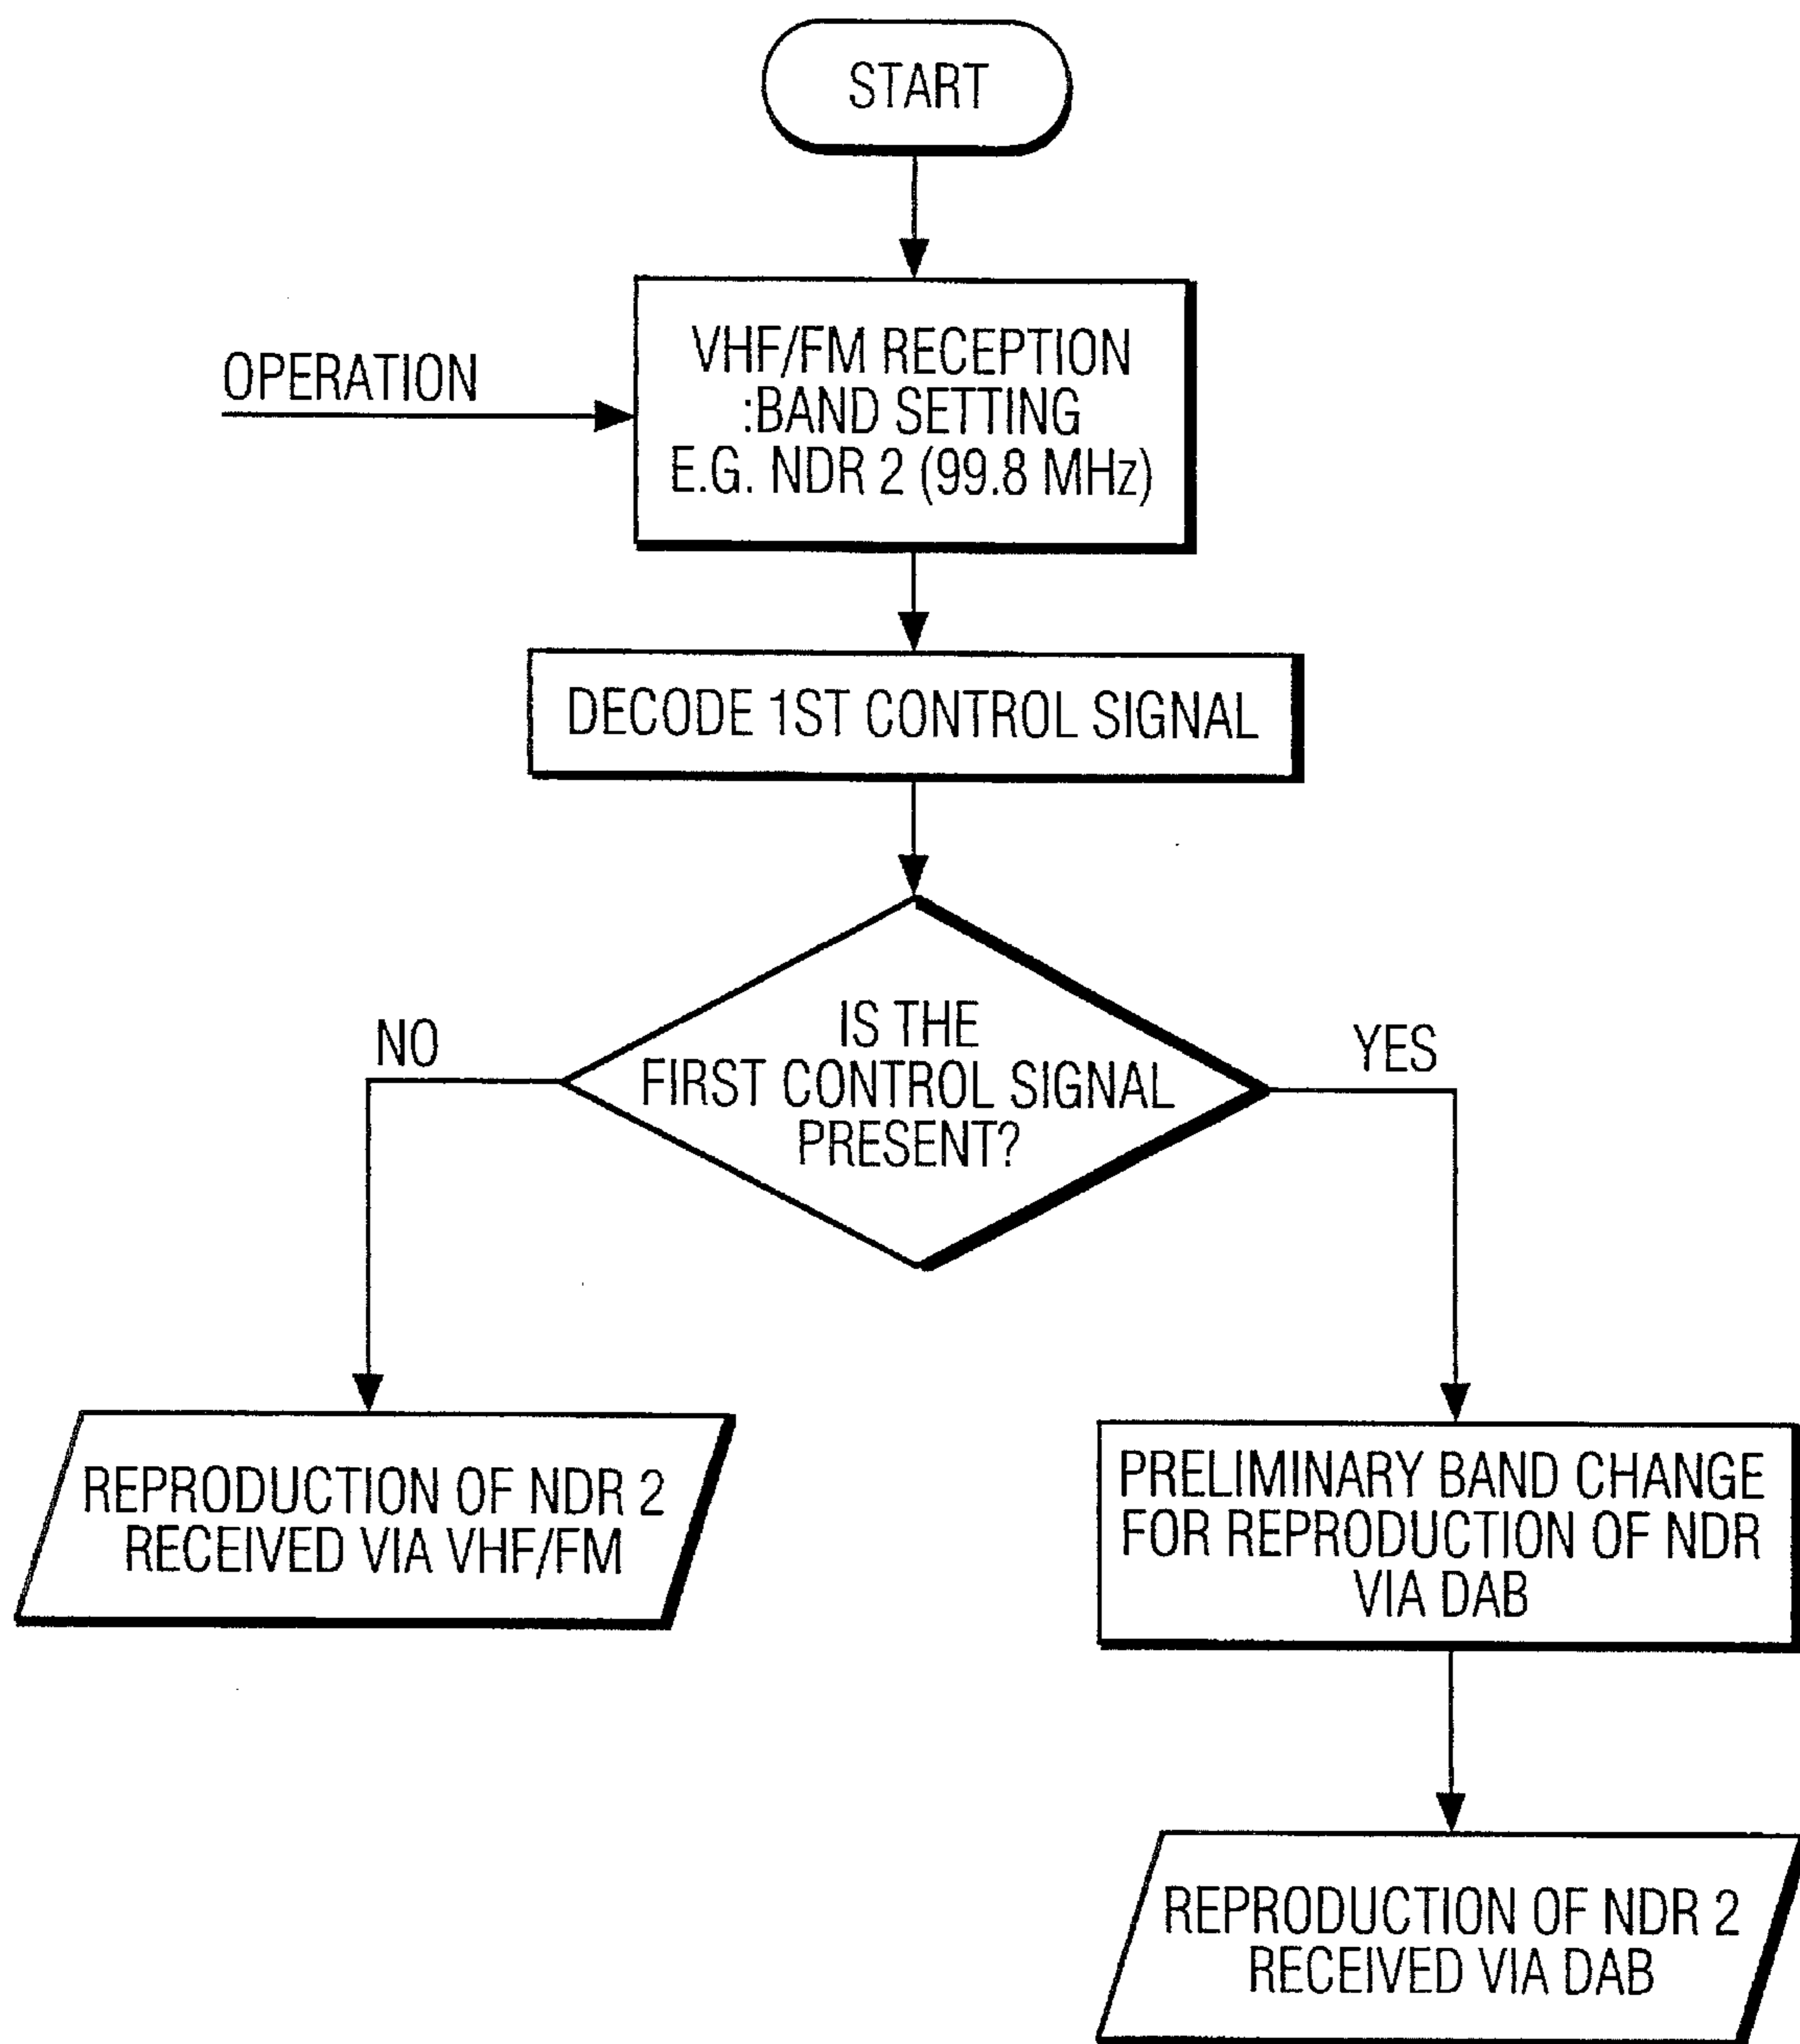 START
OPERATION
VHF/FM RECEPTION
:BAND SETTING
E.G. NDR 2 (99.8 MHz)
DECODE 1ST CONTROL SIGNAL
IS THE
FIRST CONTROL SIGNAL
PRESENT?
NO
YES
REPRODUCTION OF NDR 2
RECEIVED VIA VHF/FM
PRELIMINARY BAND CHANGE
FOR REPRODUCTION OF NDR
VIA DAB
REPRODUCTION OF NDR 2
RECEIVED VIA DAB